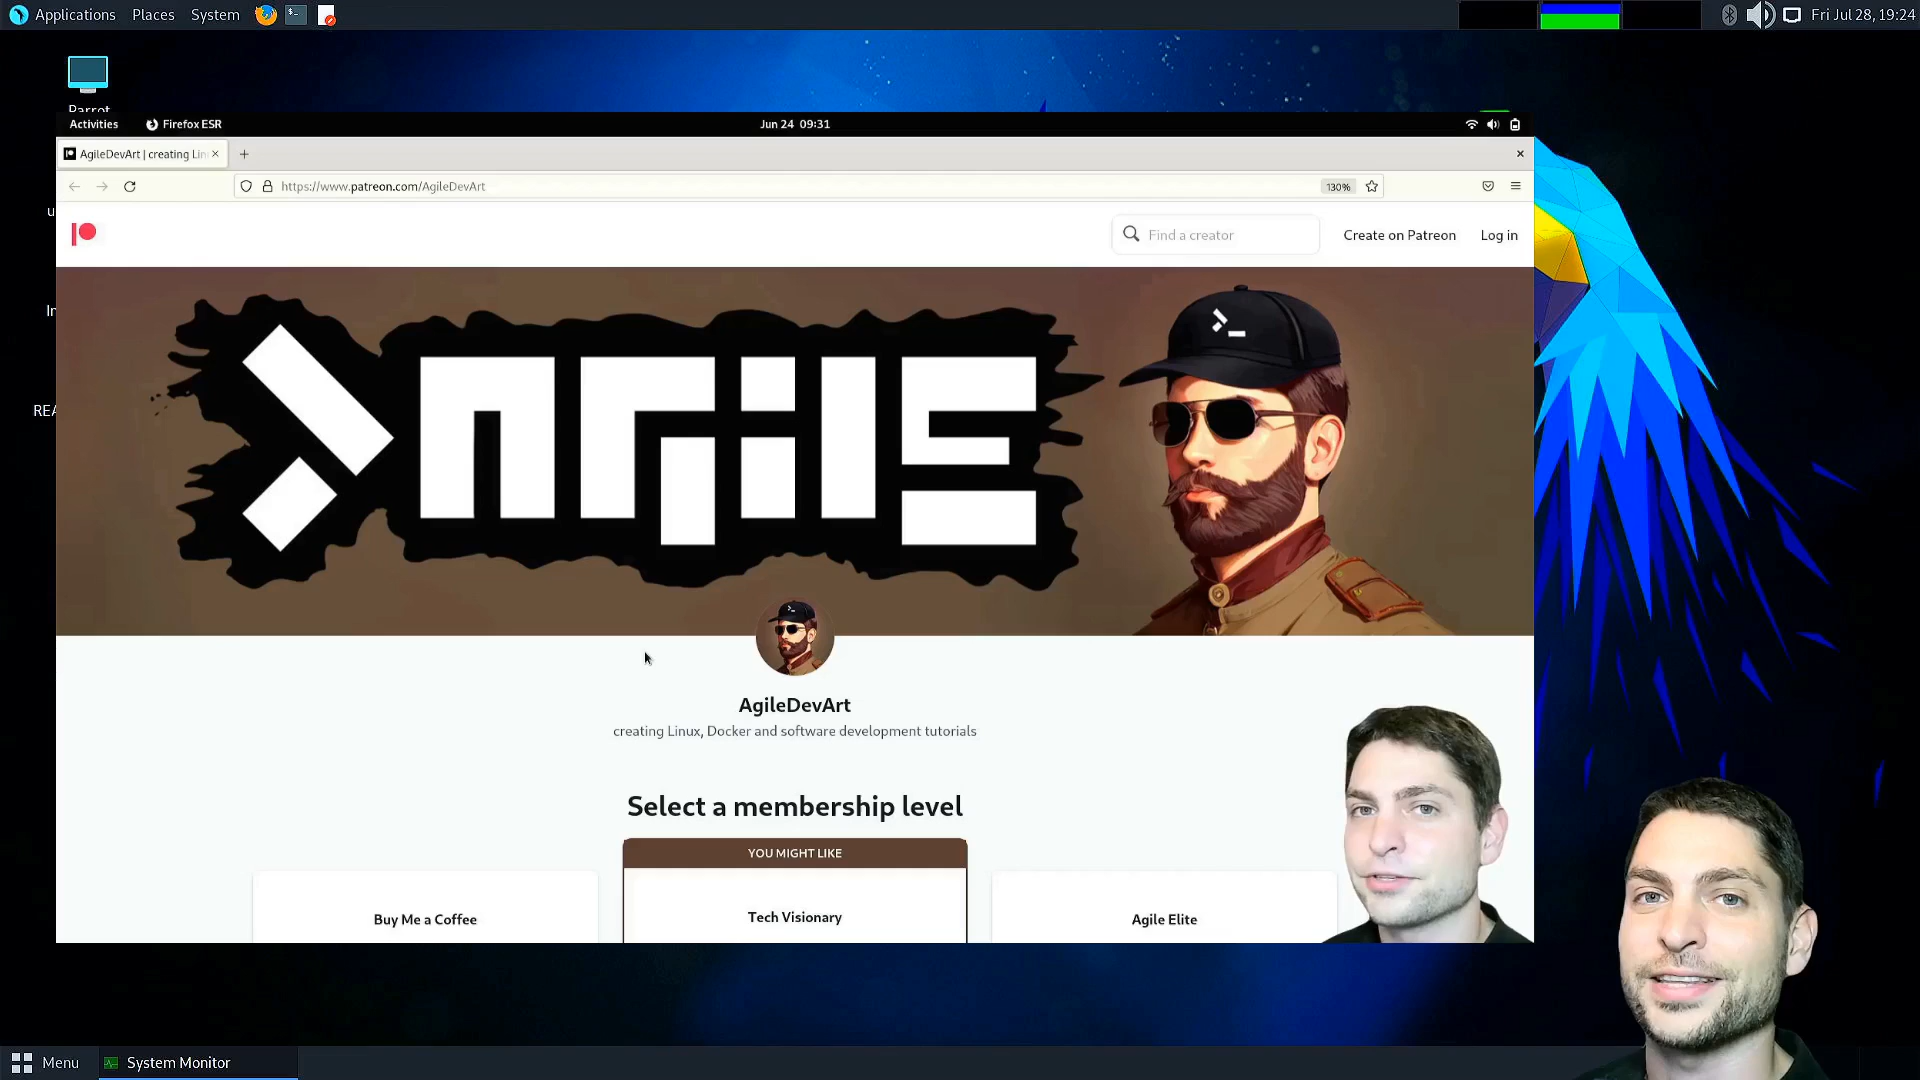 Applications Places System
Fri Jul 28, 19:24
Parrot
Activities Firefox ESR Jun 24 09:31
AgileDevArt | creating Lin
https://www.patreon.com/AgileDevArt 130%
Find a creator Create on Patreon Log in
AGILE
>_
AgileDevArt
creating Linux, Docker and software development tutorials
Select a membership level
YOU MIGHT LIKE
Buy Me a Coffee Tech Visionary Agile Elite
Menu System Monitor